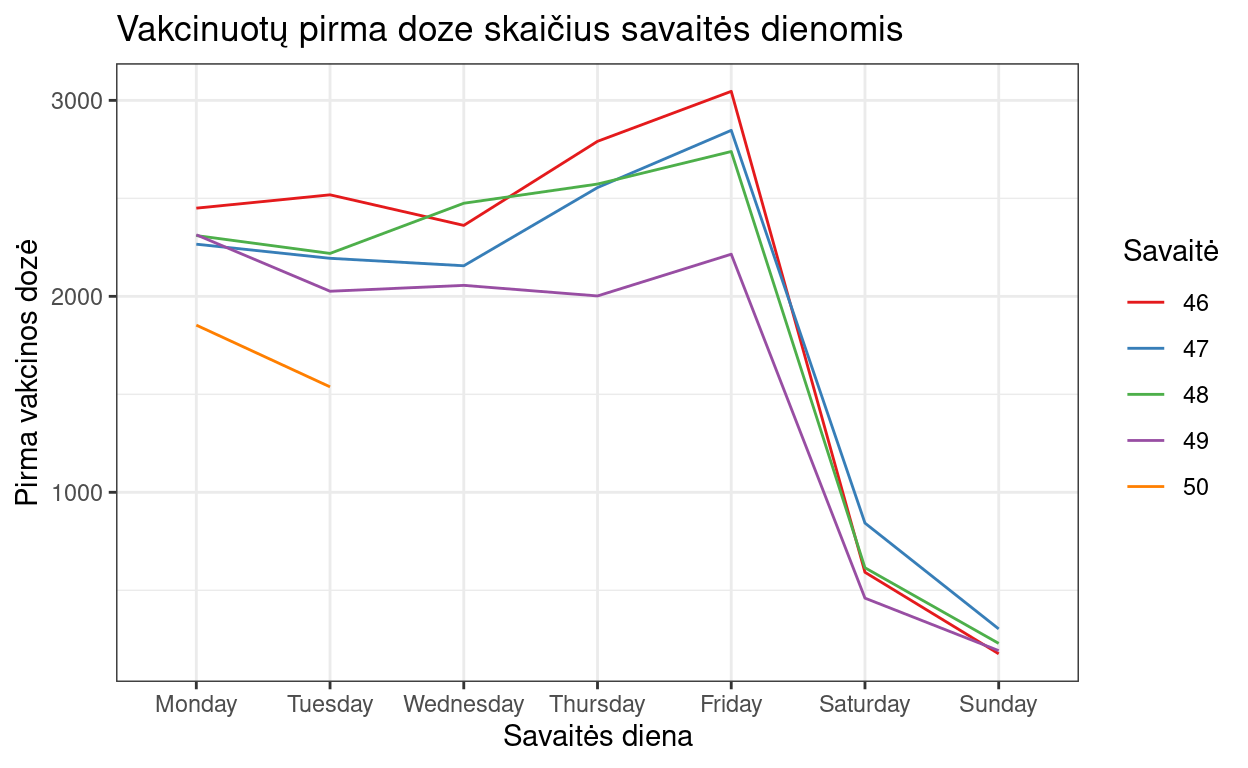 Vakcinuotų pirma doze skaičius savaitės dienomis
Pirma vakcinos dozė
3000
2000
1000
Monday Tuesday Wednesday Thursday Friday Saturday Sunday
Savaitės diena
Savaitė
46
47
48
49
50